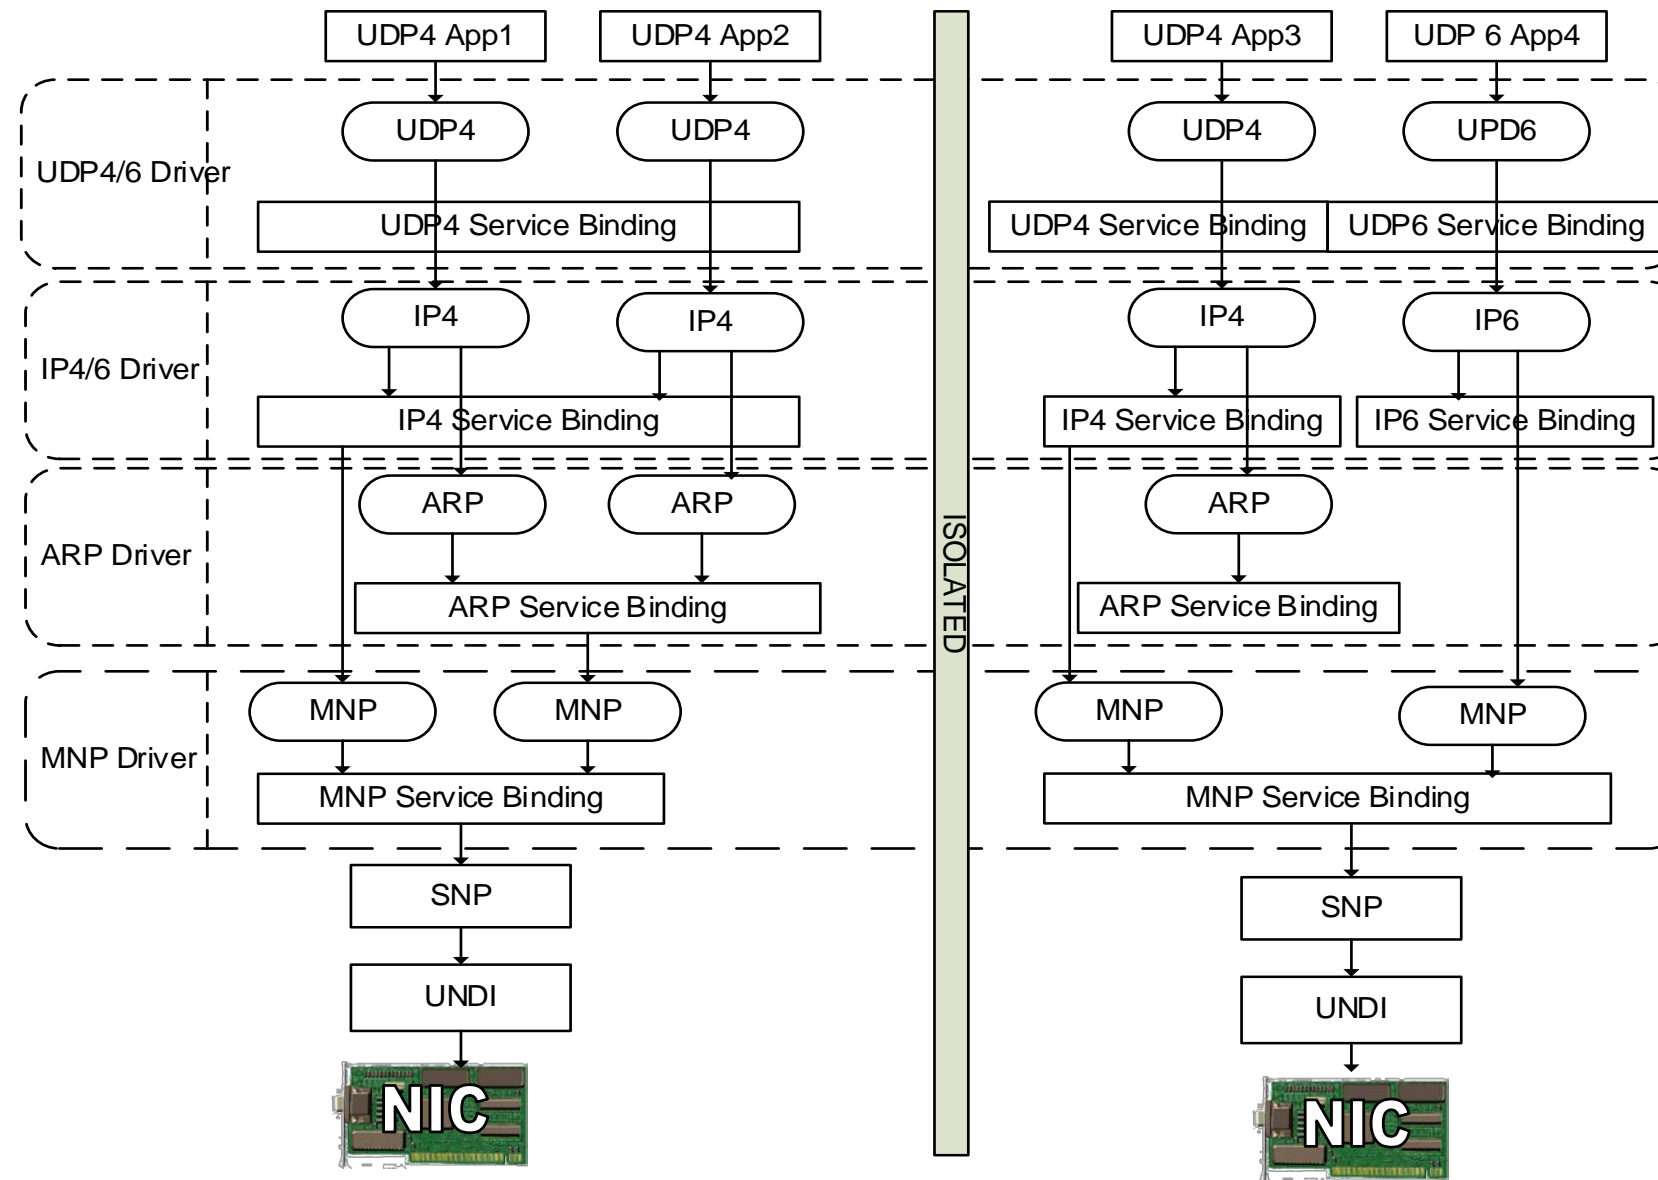 UDP4 App1
UDP4 App2
UDP4 App3
UDP 6 App4
UDP4/6 Driver
UDP4
UDP4
UDP4
UPD6
UDP4 Service Binding
UDP4 Service Binding
UDP6 Service Binding
IP4/6 Driver
IP4
IP4
IP4
IP6
IP4 Service Binding
IP4 Service Binding
IP6 Service Binding
ARP Driver
ARP
ARP
ARP
ARP Service Binding
ARP Service Binding
ISOLATED
MNP Driver
MNP
MNP
MNP
MNP
MNP Service Binding
MNP Service Binding
SNP
SNP
UNDI
UNDI
NIC
NIC